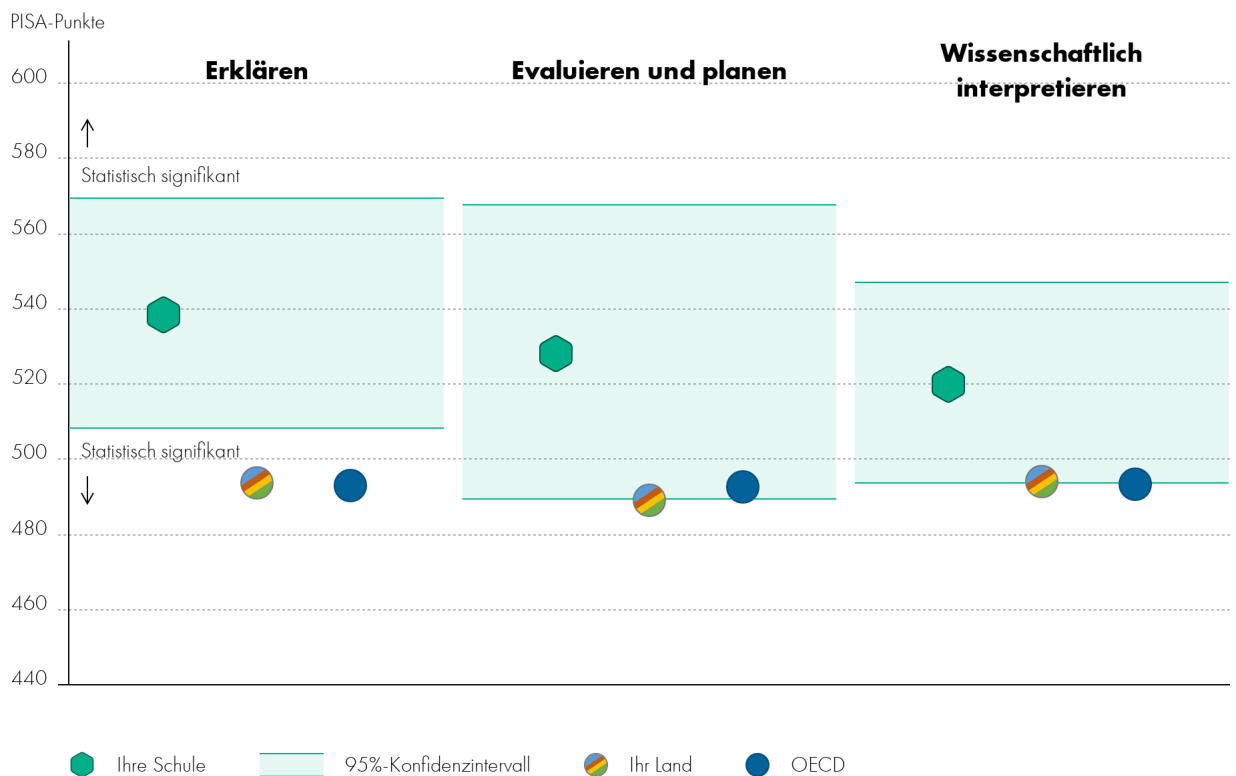 PISA-Punkte
Erklären
Evaluieren und planen
Wissenschaftlich
interpretieren
600
580
Statistisch signifikant
560
540
520
500
Statistisch signifikant
480
460
440
Ihre Schule
95%-Konfidenzintervall
Ihr Land
OECD